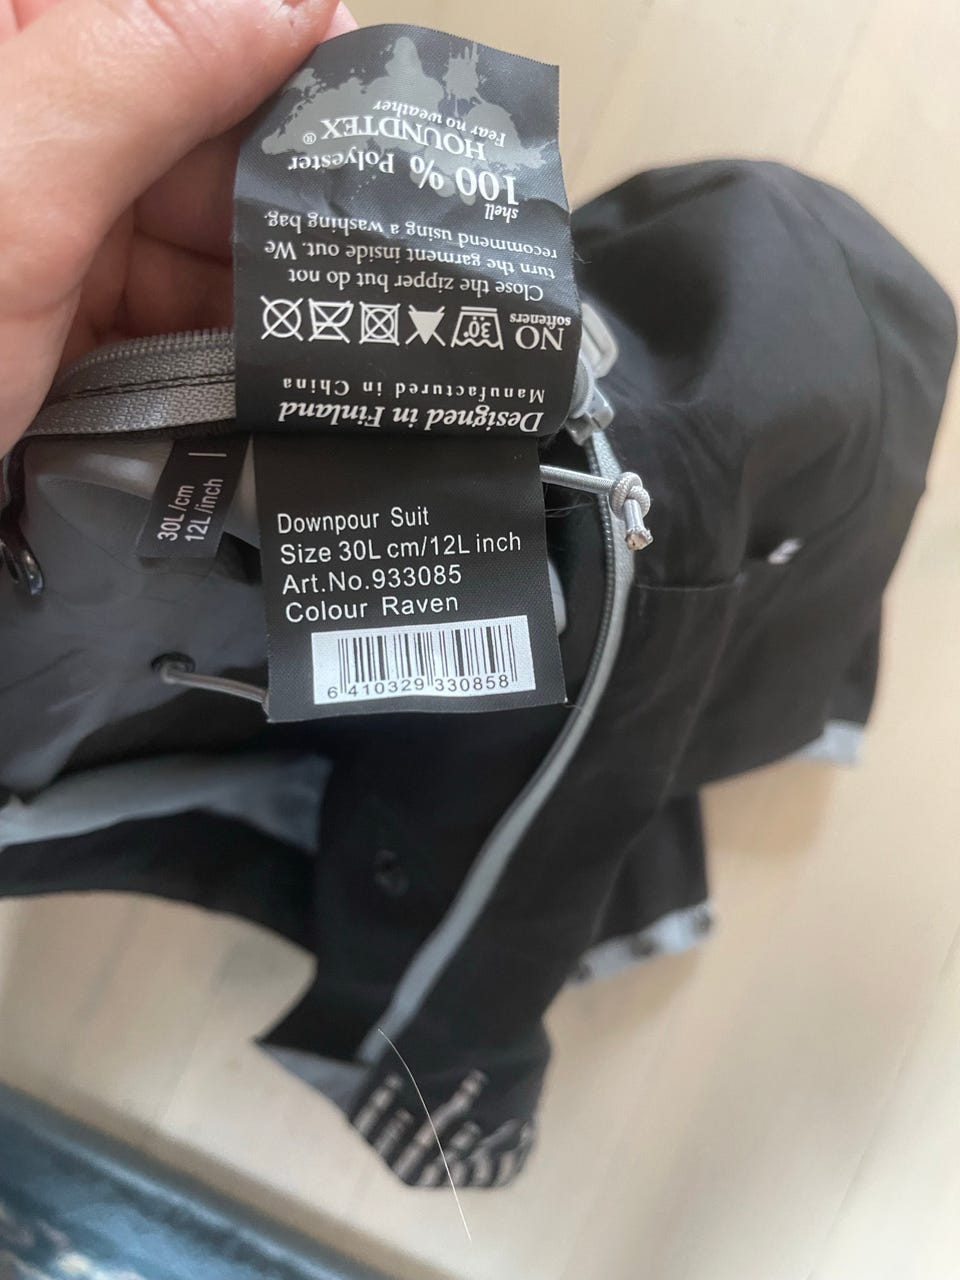 Designed in Finland
Manufactured in China
NO 30°
softeners
Close the zipper but do not
turn the garment inside out. We
recommend using a washing bag.
shell
100 % Polyester
HOUNDTEX®
Fear no weather
30L/cm
12L/inch
Downpour Suit
Size 30L cm/12L inch
Art.No.933085
Colour Raven
6 410329 330858